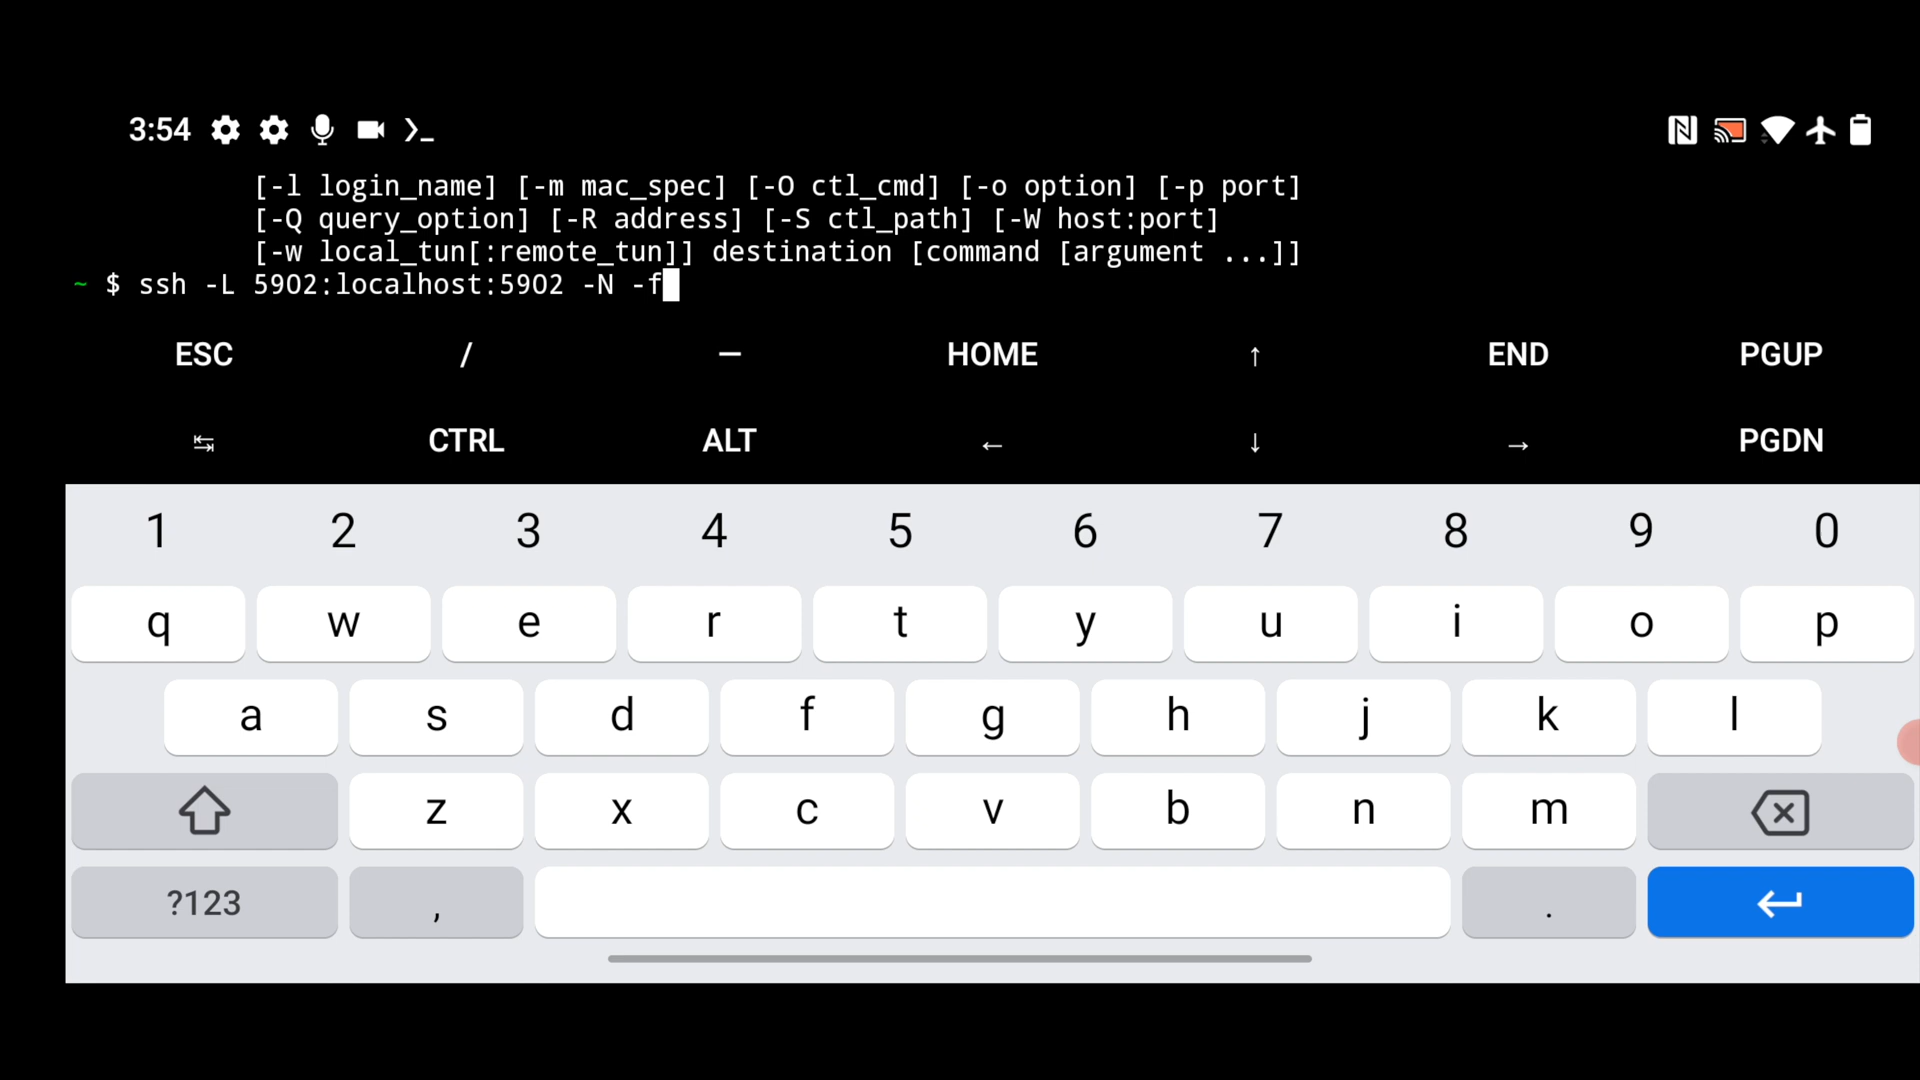 3:54
[-l login_name] [-m mac_spec] [-O ctl_cmd] [-o option] [-p port]
[-Q query_option] [-R address] [-S ctl_path] [-W host:port]
[-w local_tun[:remote_tun]] destination [command [argument ...]]
~ $ ssh -L 5902:localhost:5902 -N -f
ESC / — HOME ↑ END PGUP
↹ CTRL ALT ← ↓ → PGDN
1 2 3 4 5 6 7 8 9 0
q w e r t y u i o p
a s d f g h j k l
z x c v b n m
?123 , .